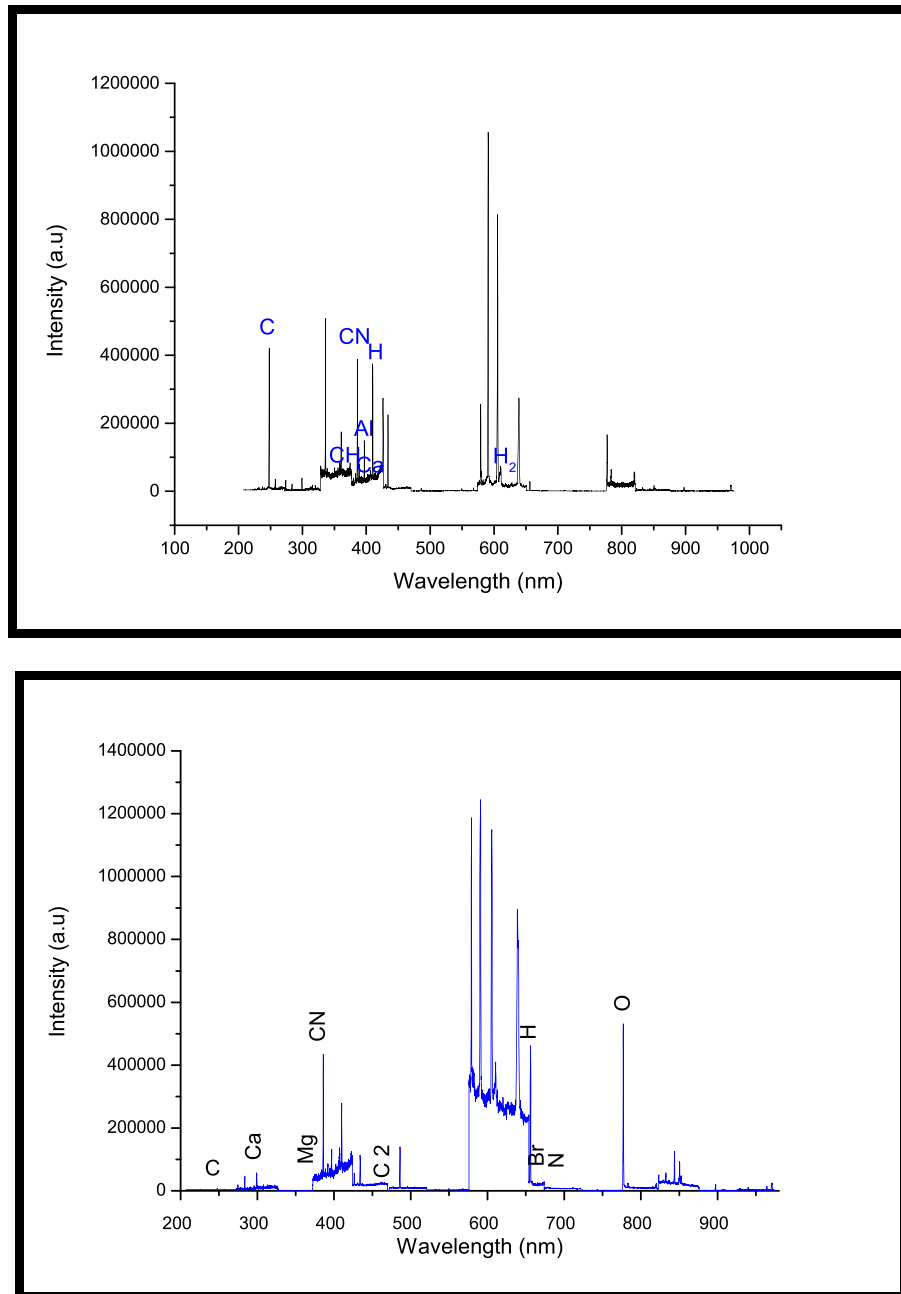 1200000
1000000
800000
600000
400000
200000
0
Intensity (a.u)
C
CN
H
Al
CH
Ca
H2
100 200 300 400 500 600 700 800 900 1000
Wavelength (nm)
1400000
1200000
1000000
800000
600000
400000
200000
0
Intensity (a.u)
C
Ca
Mg
CN
C 2
H
Br
N
O
200 300 400 500 600 700 800 900
Wavelength (nm)